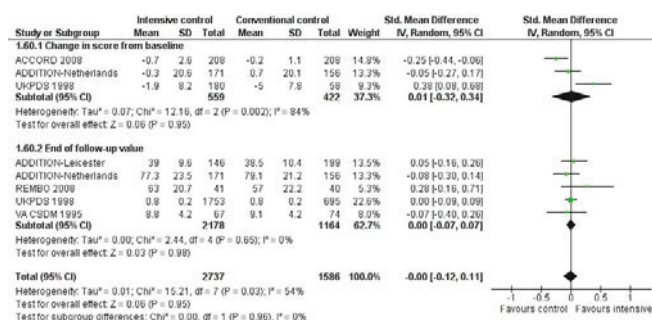 Intensive control Conventional control Std. Mean Difference Std. Mean Difference
Study or Subgroup Mean SD Total Mean SD Total Weight IV, Random, 95% CI IV, Random, 95% CI
1.60.1 Change in score from baseline
ACCORD 2008 -0.7 2.6 208 -0.2 1.1 208 14.8% -0.25 [-0.44, -0.06]
ADDITION-Netherlands -0.3 20.6 171 0.7 20.1 156 13.3% -0.05 [-0.27, 0.17]
UKPDS 1998 -1.9 8.2 180 -5 7.8 58 9.3% 0.38 [0.08, 0.68]
Subtotal (95% CI) 559 422 37.3% 0.01 [-0.32, 0.34]
Heterogeneity: Tau² = 0.07; Chi² = 12.16, df = 2 (P = 0.002); I² = 84%
Test for overall effect: Z = 0.06 (P = 0.95)
1.60.2 End of follow-up value
ADDITION-Leicester 39 9.6 146 38.5 10.4 199 13.5% 0.05 [-0.16, 0.26]
ADDITION-Netherlands 77.3 23.5 171 79.1 21.2 156 13.3% -0.08 [-0.30, 0.14]
REMBO 2008 63 20.7 41 57 22.2 40 5.0% 0.28 [-0.16, 0.71]
UKPDS 1998 0.8 0.2 1753 0.8 0.2 695 22.6% 0.00 [-0.09, 0.09]
VA CSDM 1995 8.8 4.2 67 9.1 4.2 74 8.2% -0.07 [-0.40, 0.26]
Subtotal (95% CI) 2178 1164 62.7% 0.00 [-0.07, 0.07]
Heterogeneity: Tau² = 0.00; Chi² = 2.44, df = 4 (P = 0.65); I² = 0%
Test for overall effect: Z = 0.03 (P = 0.98)
Total (95% CI) 2737 1586 100.0% -0.00 [-0.12, 0.11]
Heterogeneity: Tau² = 0.01; Chi² = 15.21, df = 7 (P = 0.03); I² = 54%
Test for overall effect: Z = 0.06 (P = 0.95)
Test for subgroup differences: Chi² = 0.00, df = 1 (P = 0.96), I² = 0%
-1 -0.5 0 0.5 1
Favours control Favours intensive